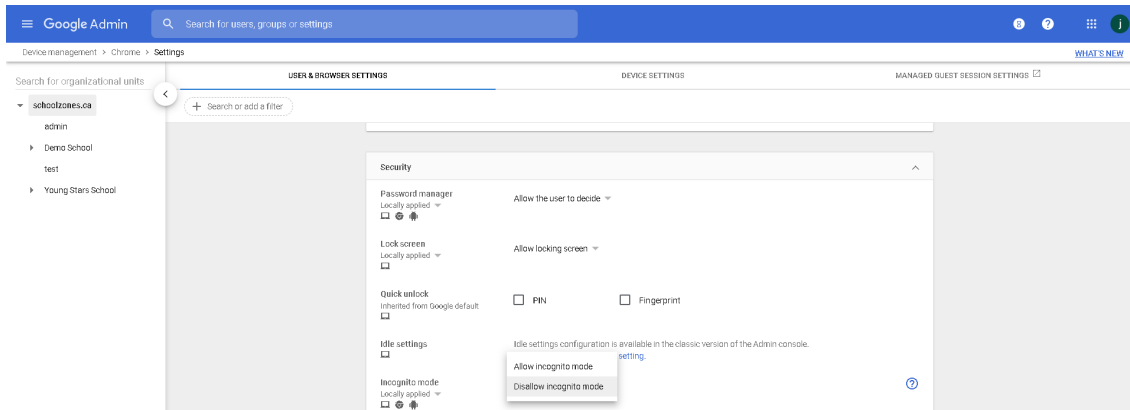 Google Admin
Search for users, groups or settings
8
?
j
Device management > Chrome > Settings
WHAT'S NEW
Search for organizational units
schoolzones.ca
admin
Demo School
test
Young Stars School
USER & BROWSER SETTINGS
DEVICE SETTINGS
MANAGED GUEST SESSION SETTINGS
+ Search or add a filter
Security
Password manager
Locally applied
Allow the user to decide
Lock screen
Locally applied
Allow locking screen
Quick unlock
Inherited from Google default
PIN
Fingerprint
Idle settings
Idle settings configuration is available in the classic version of the Admin console.
setting.
Allow incognito mode
Disallow incognito mode
Incognito mode
Locally applied
?